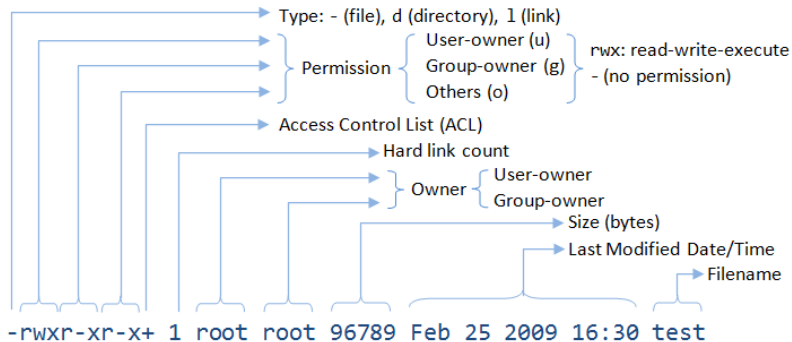 Type: - (file), d (directory), l (link)
User-owner (u)
Permission
Group-owner (g)
Others (o)
rwx: read-write-execute
- (no permission)
Access Control List (ACL)
Hard link count
Owner
User-owner
Group-owner
Size (bytes)
Last Modified Date/Time
Filename
-rwxr-xr-x+ 1 root root 96789 Feb 25 2009 16:30 test